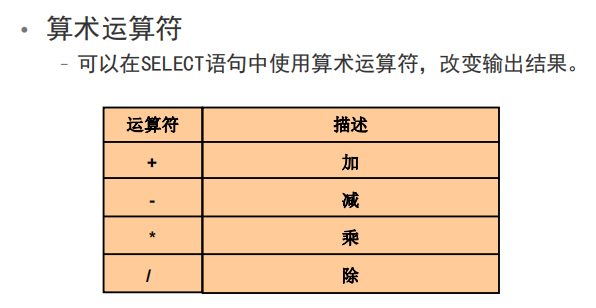 • 算术运算符
– 可以在SELECT语句中使用算术运算符，改变输出结果。
运算符 描述
+ 加
- 减
* 乘
/ 除